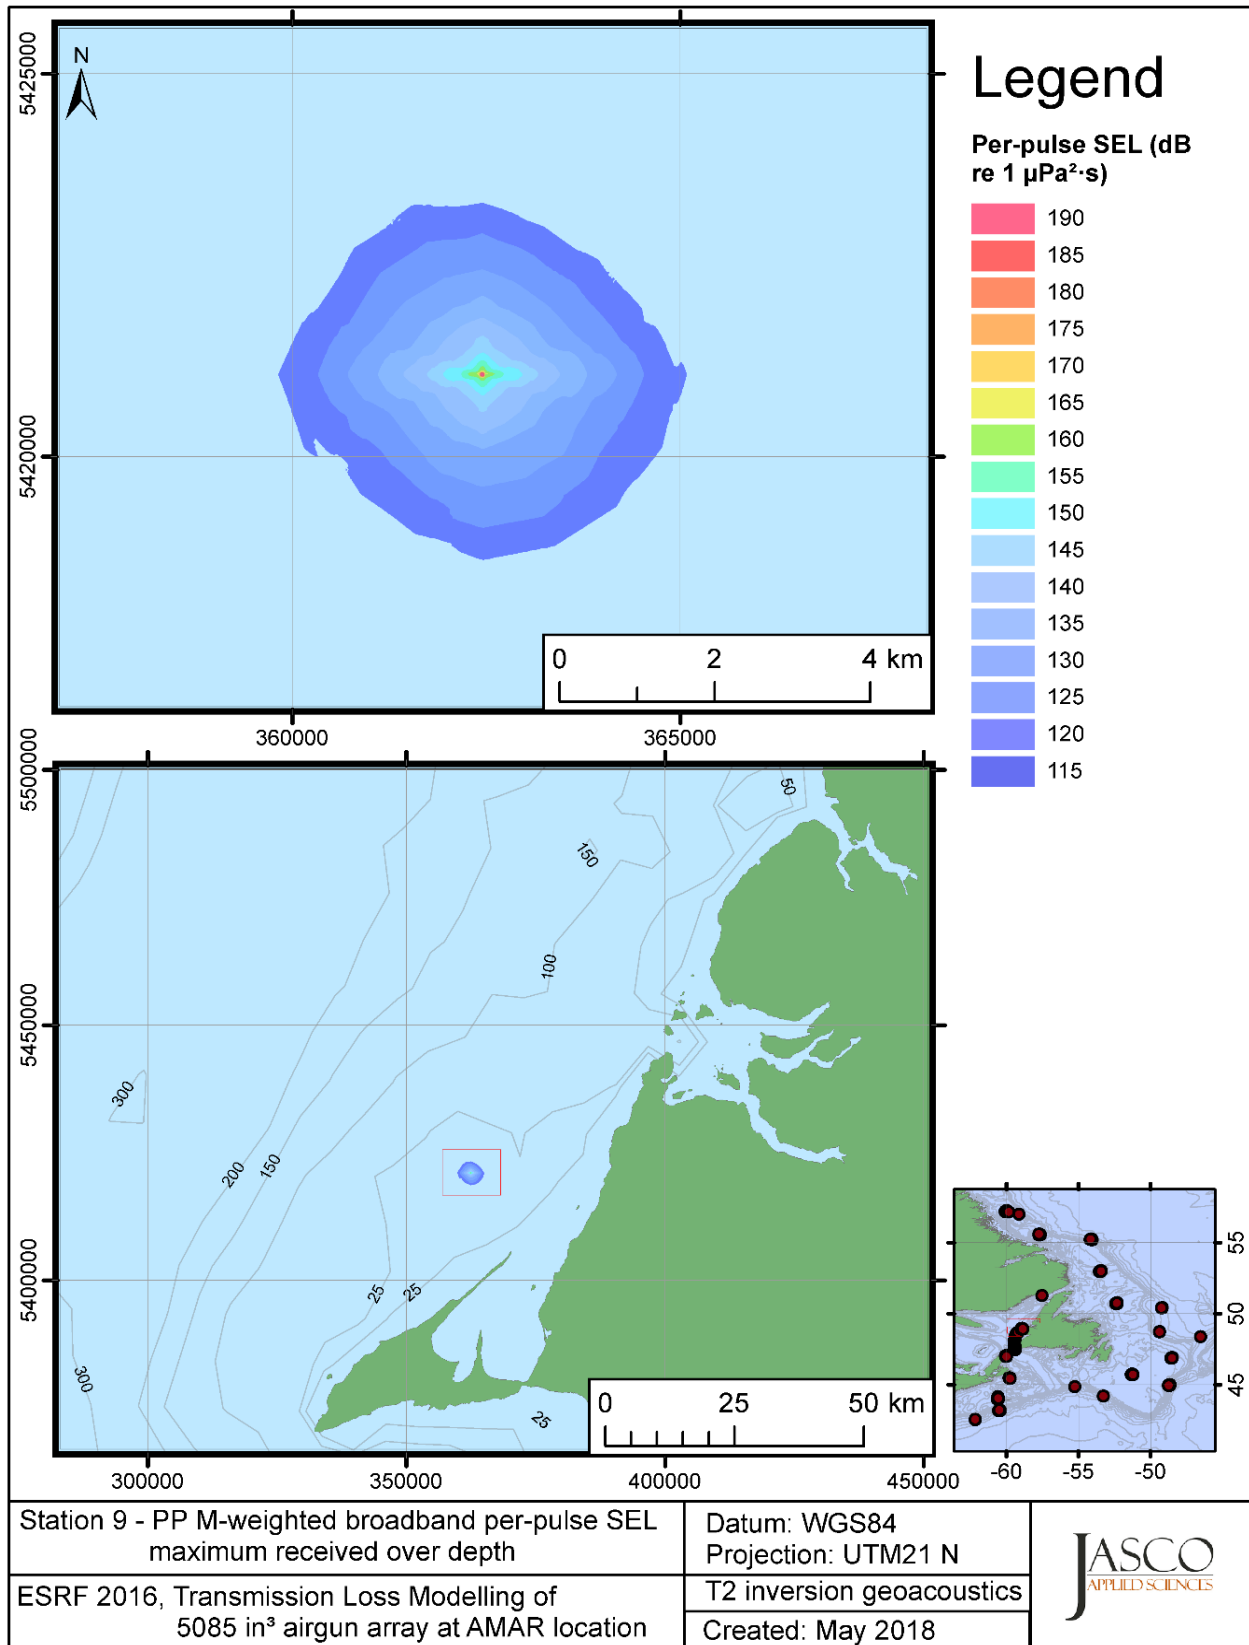 N
5425000
5420000
360000
365000
0
2
4 km
Legend
Per-pulse SEL (dB
re 1 µPa²·s)
190
185
180
175
170
165
160
155
150
145
140
135
130
125
120
115
5500000
5450000
5400000
300000
350000
400000
450000
50
150
100
300
200
150
25
25
300
25
0
25
50 km
55
50
45
-60
-55
-50
Station 9 - PP M-weighted broadband per-pulse SEL
maximum received over depth
ESRF 2016, Transmission Loss Modelling of
5085 in³ airgun array at AMAR location
Datum: WGS84
Projection: UTM21 N
T2 inversion geoacoustics
Created: May 2018
JASCO
APPLIED SCIENCES